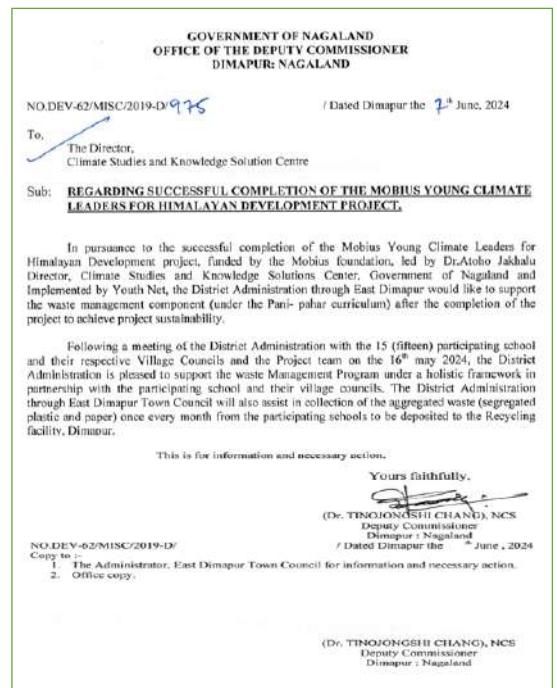 GOVERNMENT OF NAGALAND
OFFICE OF THE DEPUTY COMMISSIONER
DIMAPUR: NAGALAND
NO.DEV-62/MISC/2019-D/975 / Dated Dimapur the 7th June, 2024
To,
The Director,
Climate Studies and Knowledge Solution Centre
Sub: REGARDING SUCCESSFUL COMPLETION OF THE MOBIUS YOUNG CLIMATE
LEADERS FOR HIMALAYAN DEVELOPMENT PROJECT.
In pursuance to the successful completion of the Mobius Young Climate Leaders for
Himalayan Development project, funded by the Mobius foundation, led by Dr.Atoho Jakhalu
Director, Climate Studies and Knowledge Solutions Center, Government of Nagaland and
Implemented by Youth Net, the District Administration through East Dimapur would like to support
the waste management component (under the Pani- pahar curriculum) after the completion of the
project to achieve project sustainability.
Following a meeting of the District Administration with the 15 (fifteen) participating school
and their respective Village Councils and the Project team on the 16th may 2024, the District
Administration is pleased to support the waste Management Program under a holistic framework in
partnership with the participating school and their village councils. The District Administration
through East Dimapur Town Council will also assist in collection of the aggregated waste (segregated
plastic and paper) once every month from the participating schools to be deposited to the Recycling
facility, Dimapur.
This is for information and necessary action.
Yours faithfully,
(Dr. TINOJONGSHI CHANG), NCS
Deputy Commissioner
Dimapur : Nagaland
NO.DEV-62/MISC/2019-D/ / Dated Dimapur the th June , 2024
Copy to :-
1. The Administrator, East Dimapur Town Council for information and necessary action.
2. Office copy.
(Dr. TINOJONGSHI CHANG), NCS
Deputy Commissioner
Dimapur : Nagaland